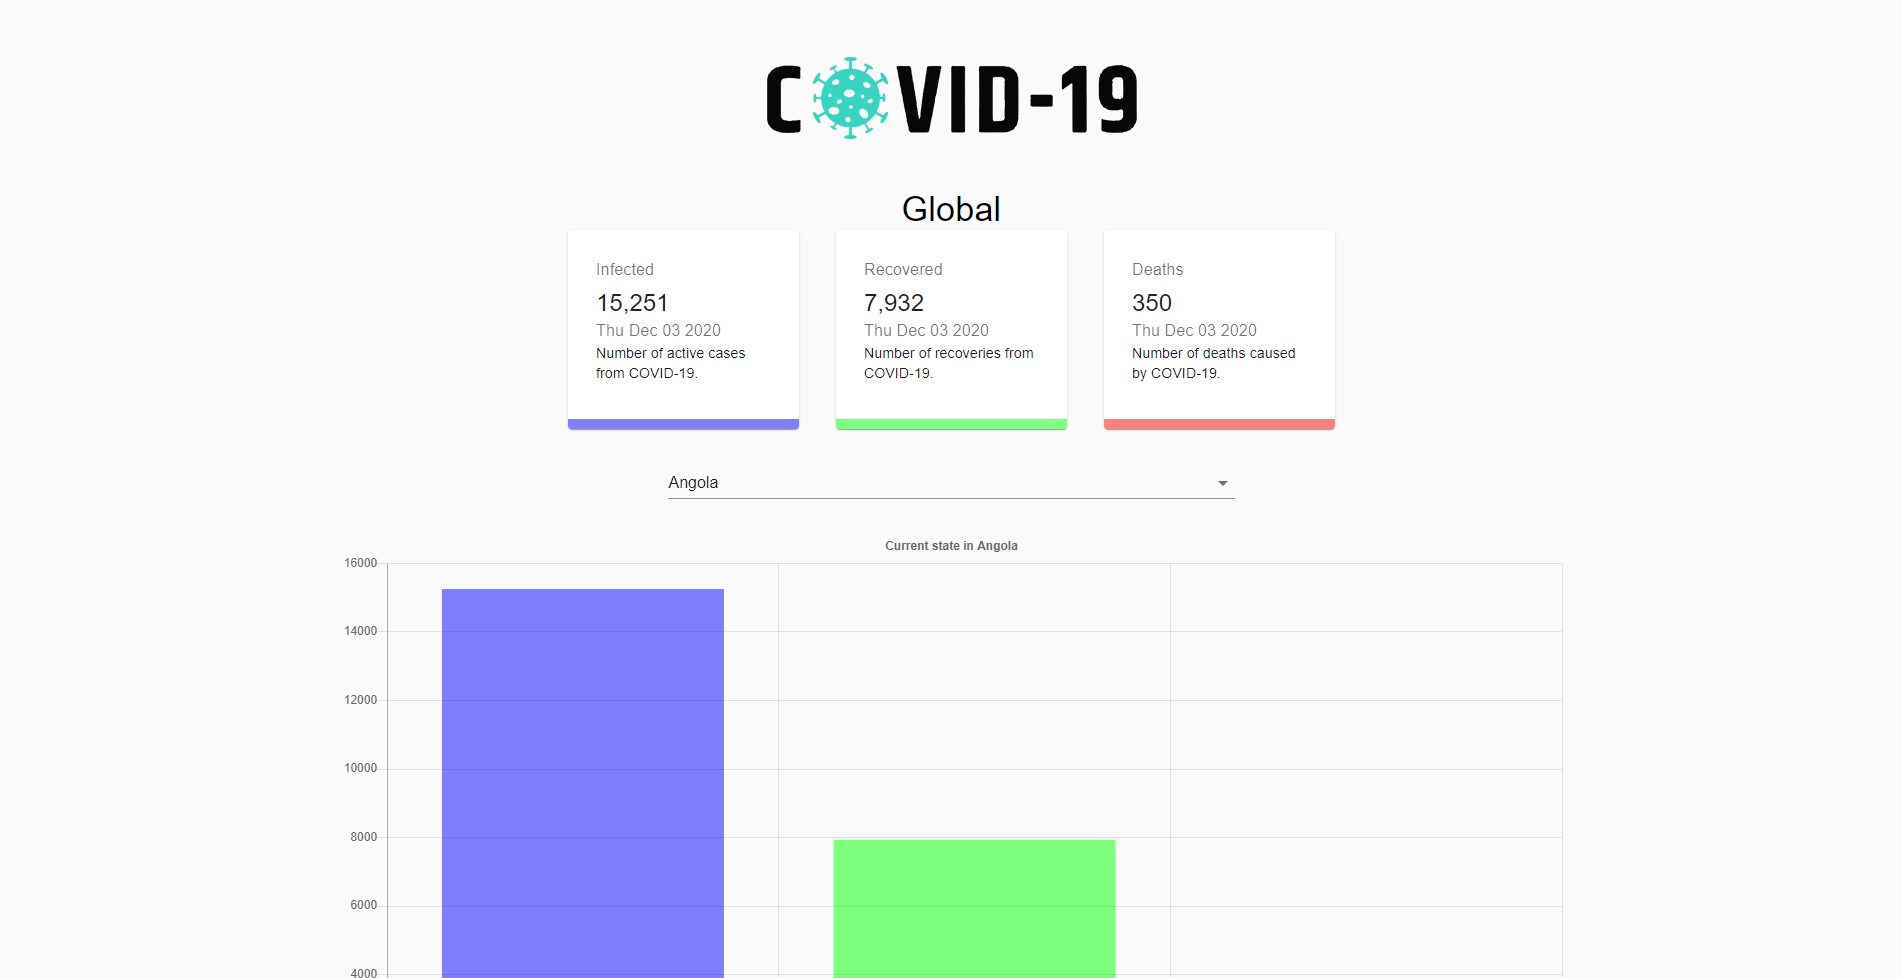 COVID-19
Global
Infected
15,251
Thu Dec 03 2020
Number of active cases
from COVID-19.
Recovered
7,932
Thu Dec 03 2020
Number of recoveries from
COVID-19.
Deaths
350
Thu Dec 03 2020
Number of deaths caused
by COVID-19.
Angola
Current state in Angola
16000
14000
12000
10000
8000
6000
4000